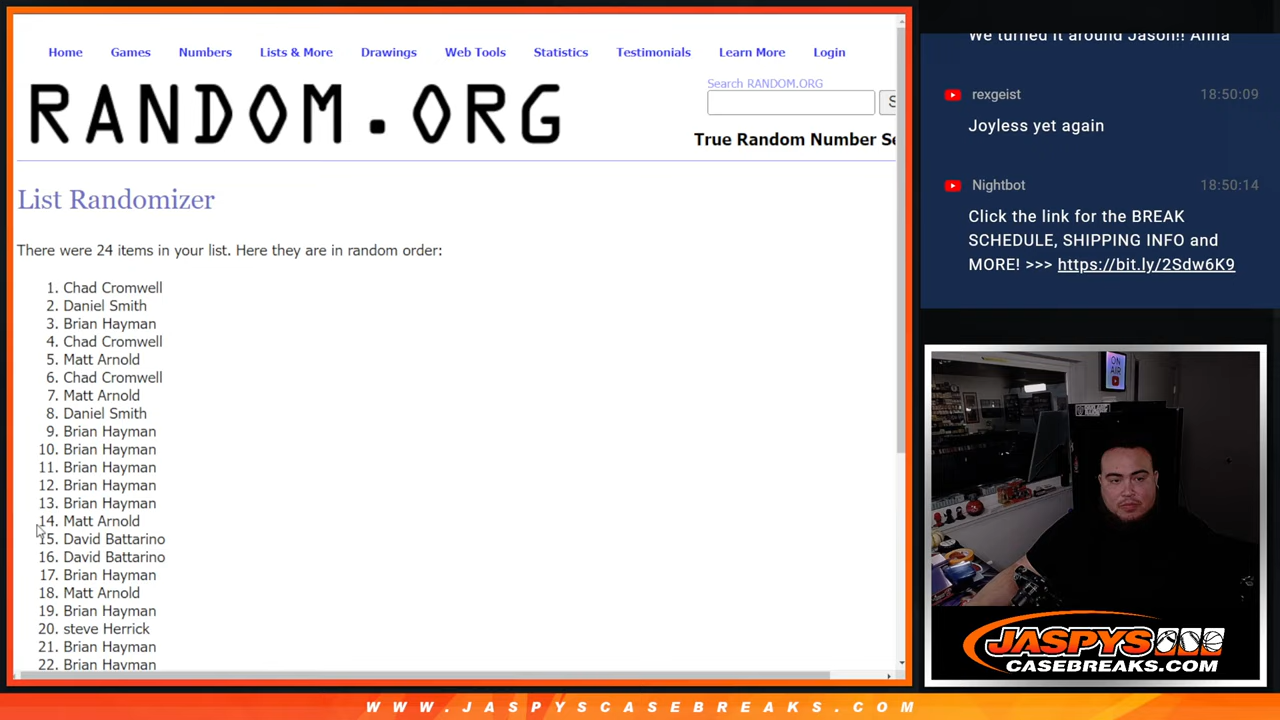 Home Games Numbers Lists & More Drawings Web Tools Statistics Testimonials Learn More Login
Search RANDOM.ORG
RANDOM.ORG
S
True Random Number Se
List Randomizer
There were 24 items in your list. Here they are in random order:
1. Chad Cromwell
2. Daniel Smith
3. Brian Hayman
4. Chad Cromwell
5. Matt Arnold
6. Chad Cromwell
7. Matt Arnold
8. Daniel Smith
9. Brian Hayman
10. Brian Hayman
11. Brian Hayman
12. Brian Hayman
13. Brian Hayman
14. Matt Arnold
15. David Battarino
16. David Battarino
17. Brian Hayman
18. Matt Arnold
19. Brian Hayman
20. steve Herrick
21. Brian Hayman
22. Brian Hayman
We turned it around Jason!! Anna
rexgeist 18:50:09
Joyless yet again
Nightbot 18:50:14
Click the link for the BREAK
SCHEDULE, SHIPPING INFO and
MORE! >>> https://bit.ly/2Sdw6K9
ON
AIR
JASPYS
CASEBREAKS.COM
WWW.JASPYSCASEBREAKS.COM